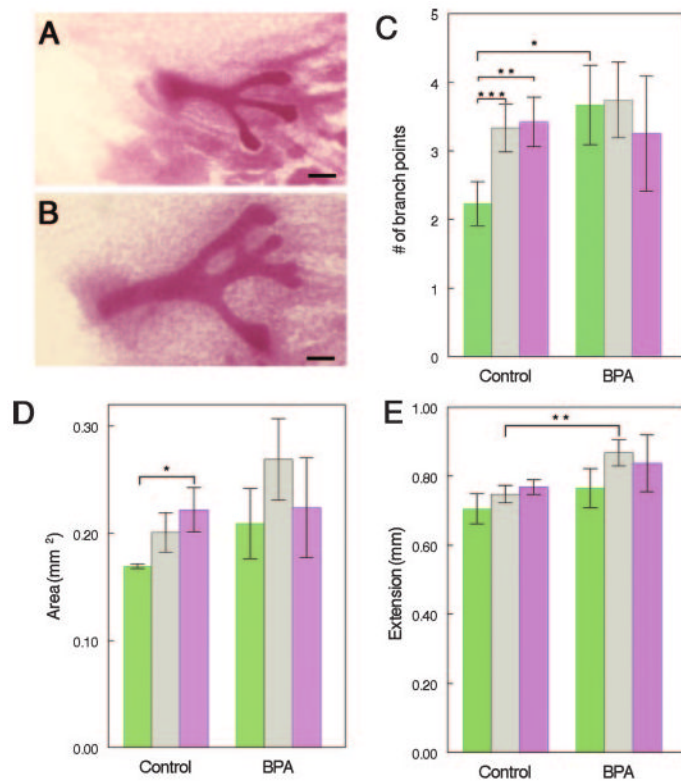 A
B
C
# of branch points
5
4
3
2
1
0
*
**
***
Control
BPA
D
Area (mm²)
0.30
0.20
0.10
0.00
*
Control
BPA
E
Extension (mm)
1.00
0.80
0.60
0.40
0.20
0.00
**
Control
BPA